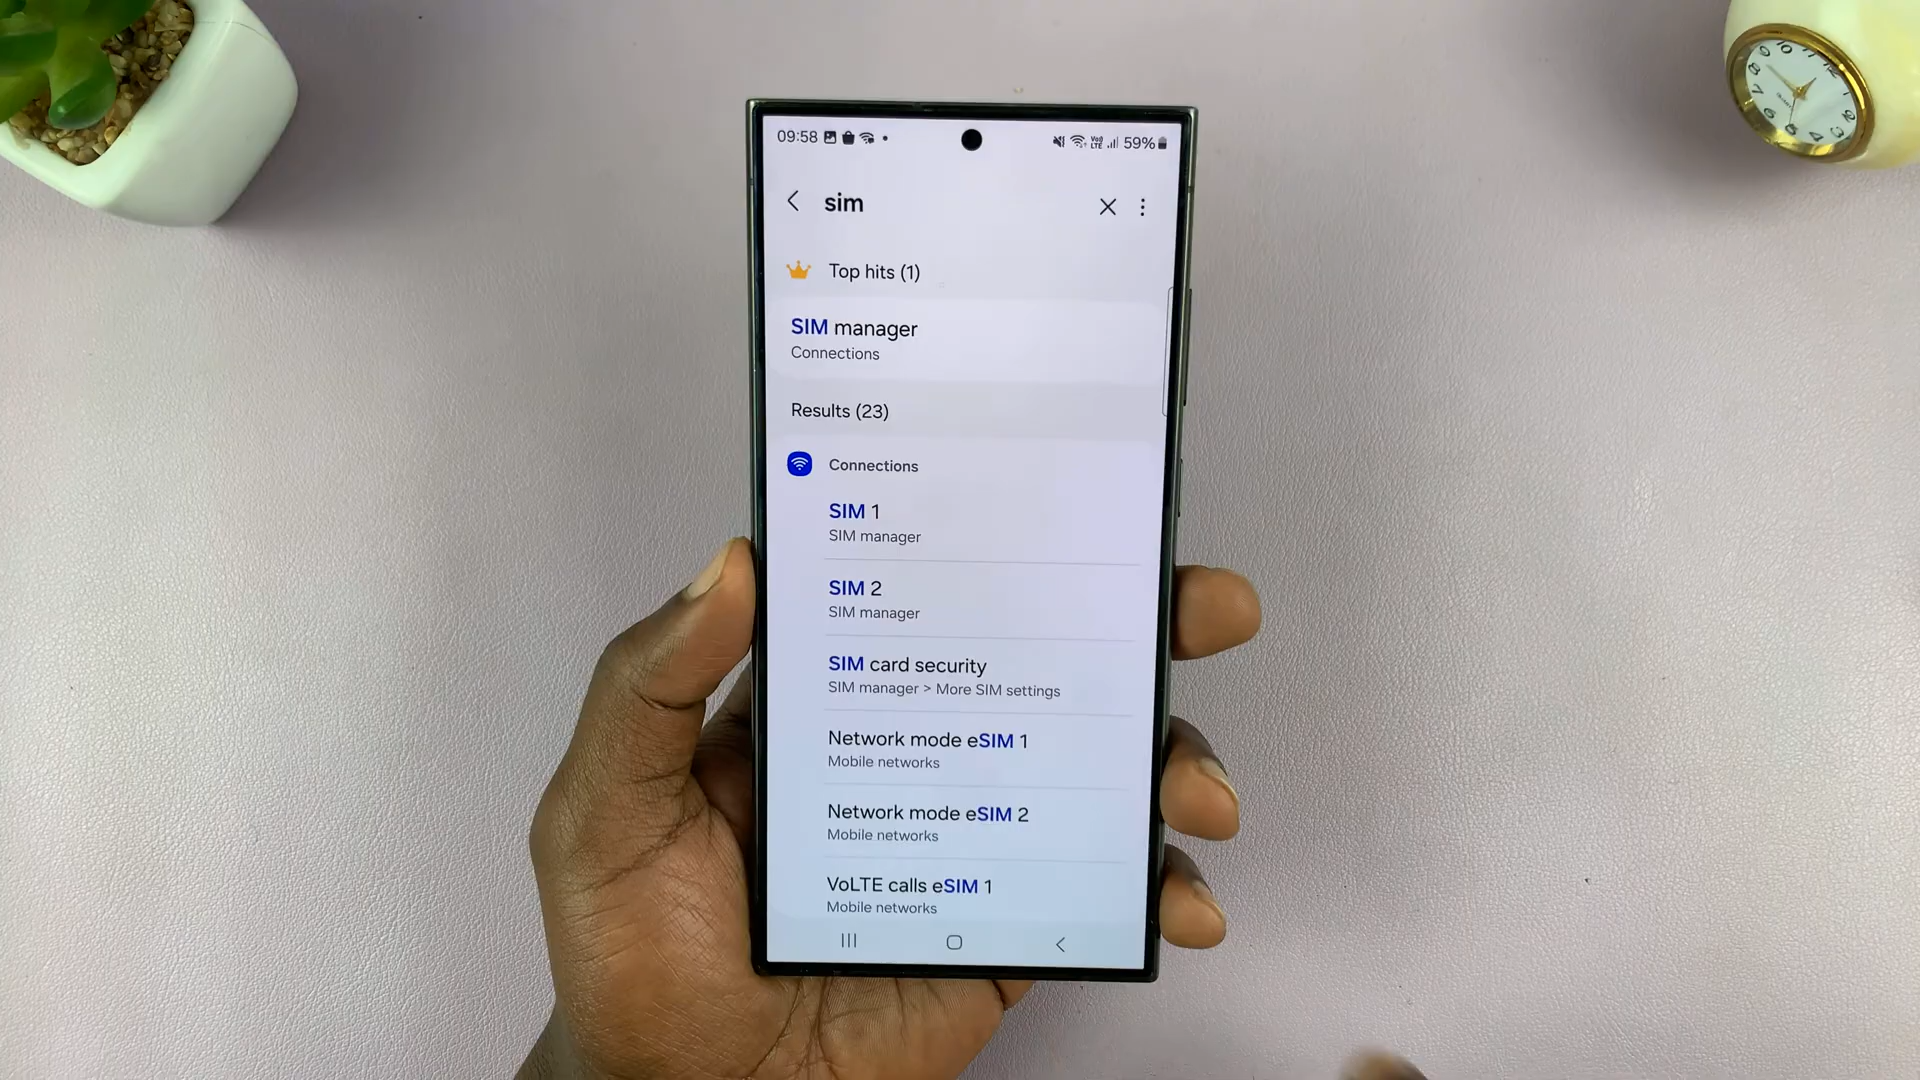 09:58
59%
sim
Top hits (1)
SIM manager
Connections
Results (23)
Connections
SIM 1
SIM manager
SIM 2
SIM manager
SIM card security
SIM manager > More SIM settings
Network mode eSIM 1
Mobile networks
Network mode eSIM 2
Mobile networks
VoLTE calls eSIM 1
Mobile networks